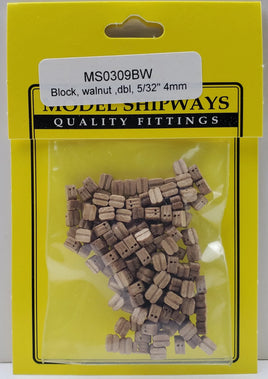 MS0309BW
Block, walnut ,dbl, 5/32" 4mm
MODEL SHIPWAYS
QUALITY FITTINGS